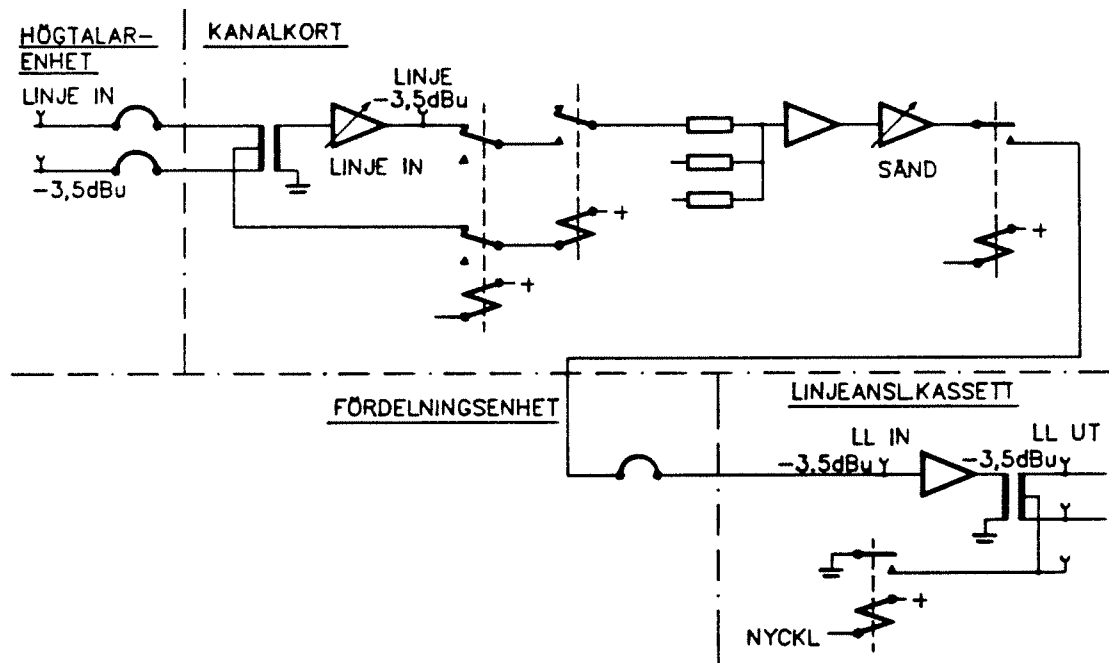 HÖGTALAR-
ENHET
KANALKORT
LINJE IN
LINJE
-3,5dBu
LINJE IN
-3,5dBu
SÄND
+
+
+
FÖRDELNINGSENHET
LINJEANSL.KASSETT
LL IN
-3,5dBu
LL UT
-3,5dBu
+
NYCKL